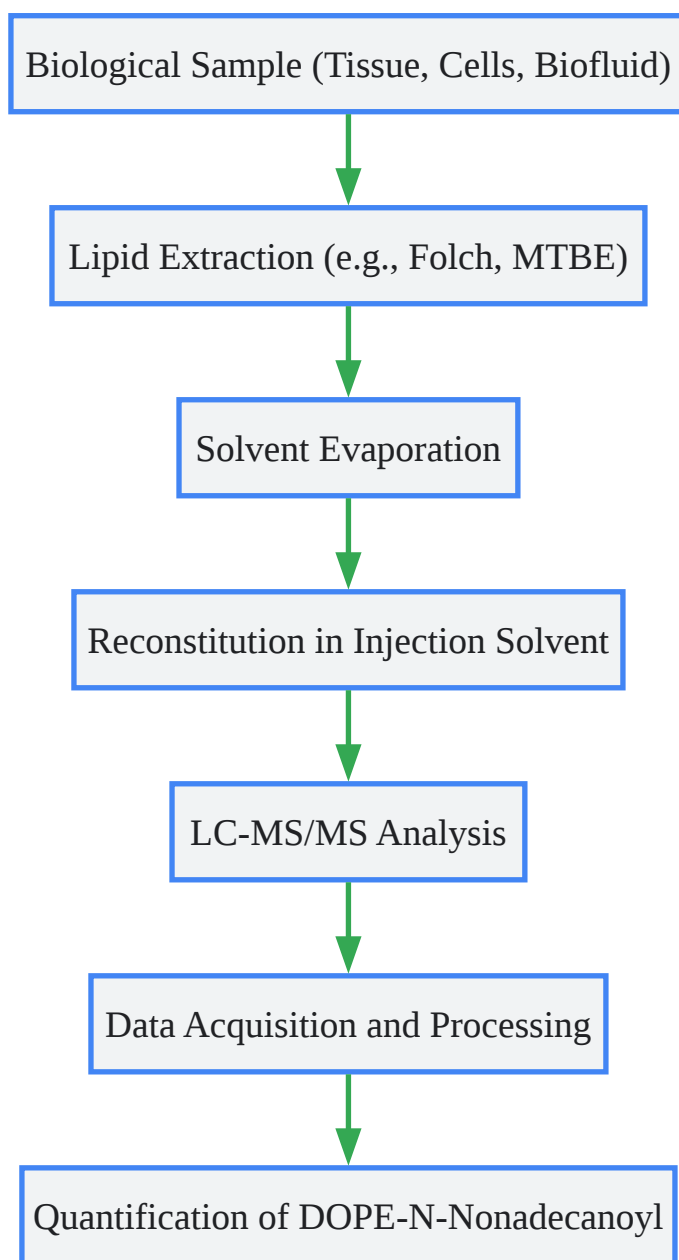 Biological Sample (Tissue, Cells, Biofluid)
Lipid Extraction (e.g., Folch, MTBE)
Solvent Evaporation
Reconstitution in Injection Solvent
LC-MS/MS Analysis
Data Acquisition and Processing
Quantification of DOPE-N-Nonadecanoyl